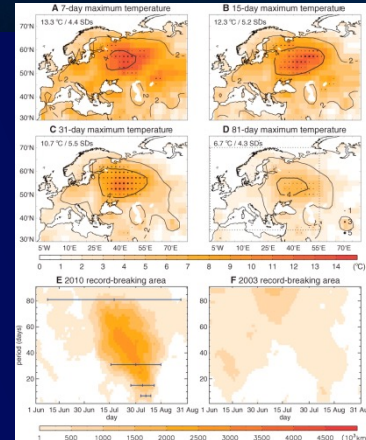 A 7-day maximum temperature
B 15-day maximum temperature
13.3 °C / 4.4 SDs
12.3 °C / 5.2 SDs
70°N
60°N
50°N
40°N
30°N
C 31-day maximum temperature
D 81-day maximum temperature
10.7 °C / 5.5 SDs
6.7 °C / 4.3 SDs
70°N
60°N
50°N
40°N
30°N
5°W 10°E 25°E 40°E 55°E 70°E 5°W 10°E 25°E 40°E 55°E 70°E
0 1 2 3 4 5 6 7 8 9 10 11 12 13 14 (°C)
E 2010 record-breaking area
F 2003 record-breaking area
period (days)
80
60
40
20
1 Jun 15 Jun 30 Jun 15 Jul 30 Jul 15 Aug 31 Aug
1 Jun 15 Jun 30 Jun 15 Jul 30 Jul 15 Aug 31 Aug
day
day
1 500 1000 1500 2000 2500 3000 3500 4000 4500